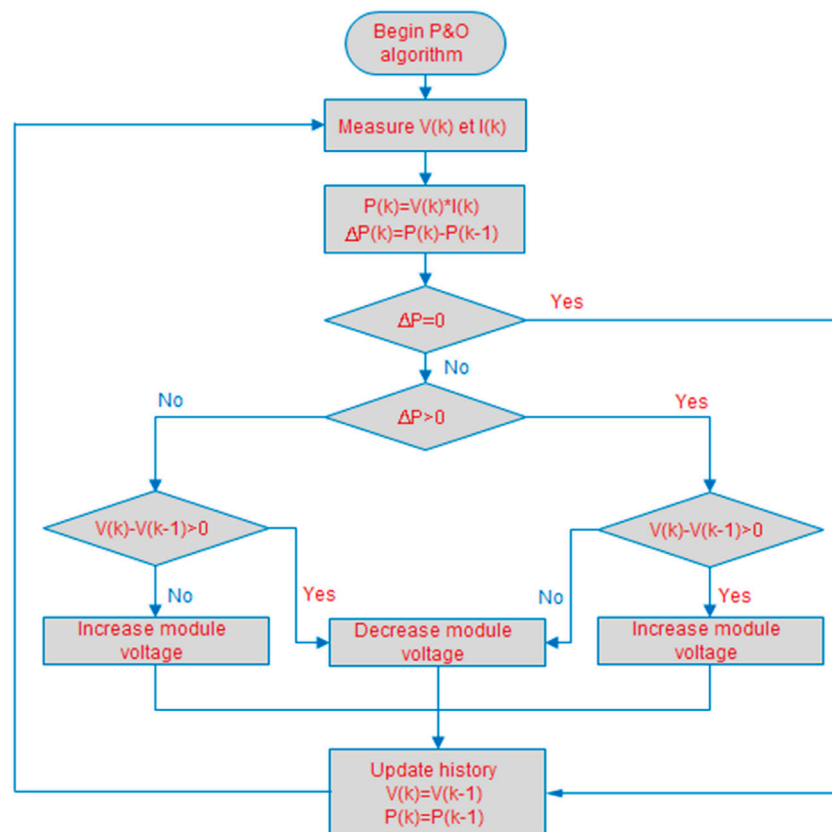 Begin P&O
algorithm
Measure V(k) et I(k)
P(k)=V(k)*I(k)
ΔP(k)=P(k)-P(k-1)
ΔP=0
Yes
No
ΔP>0
No
Yes
V(k)-V(k-1)>0
V(k)-V(k-1)>0
No
Yes
No
Yes
Increase module
voltage
Decrease module
voltage
Increase module
voltage
Update history
V(k)=V(k-1)
P(k)=P(k-1)